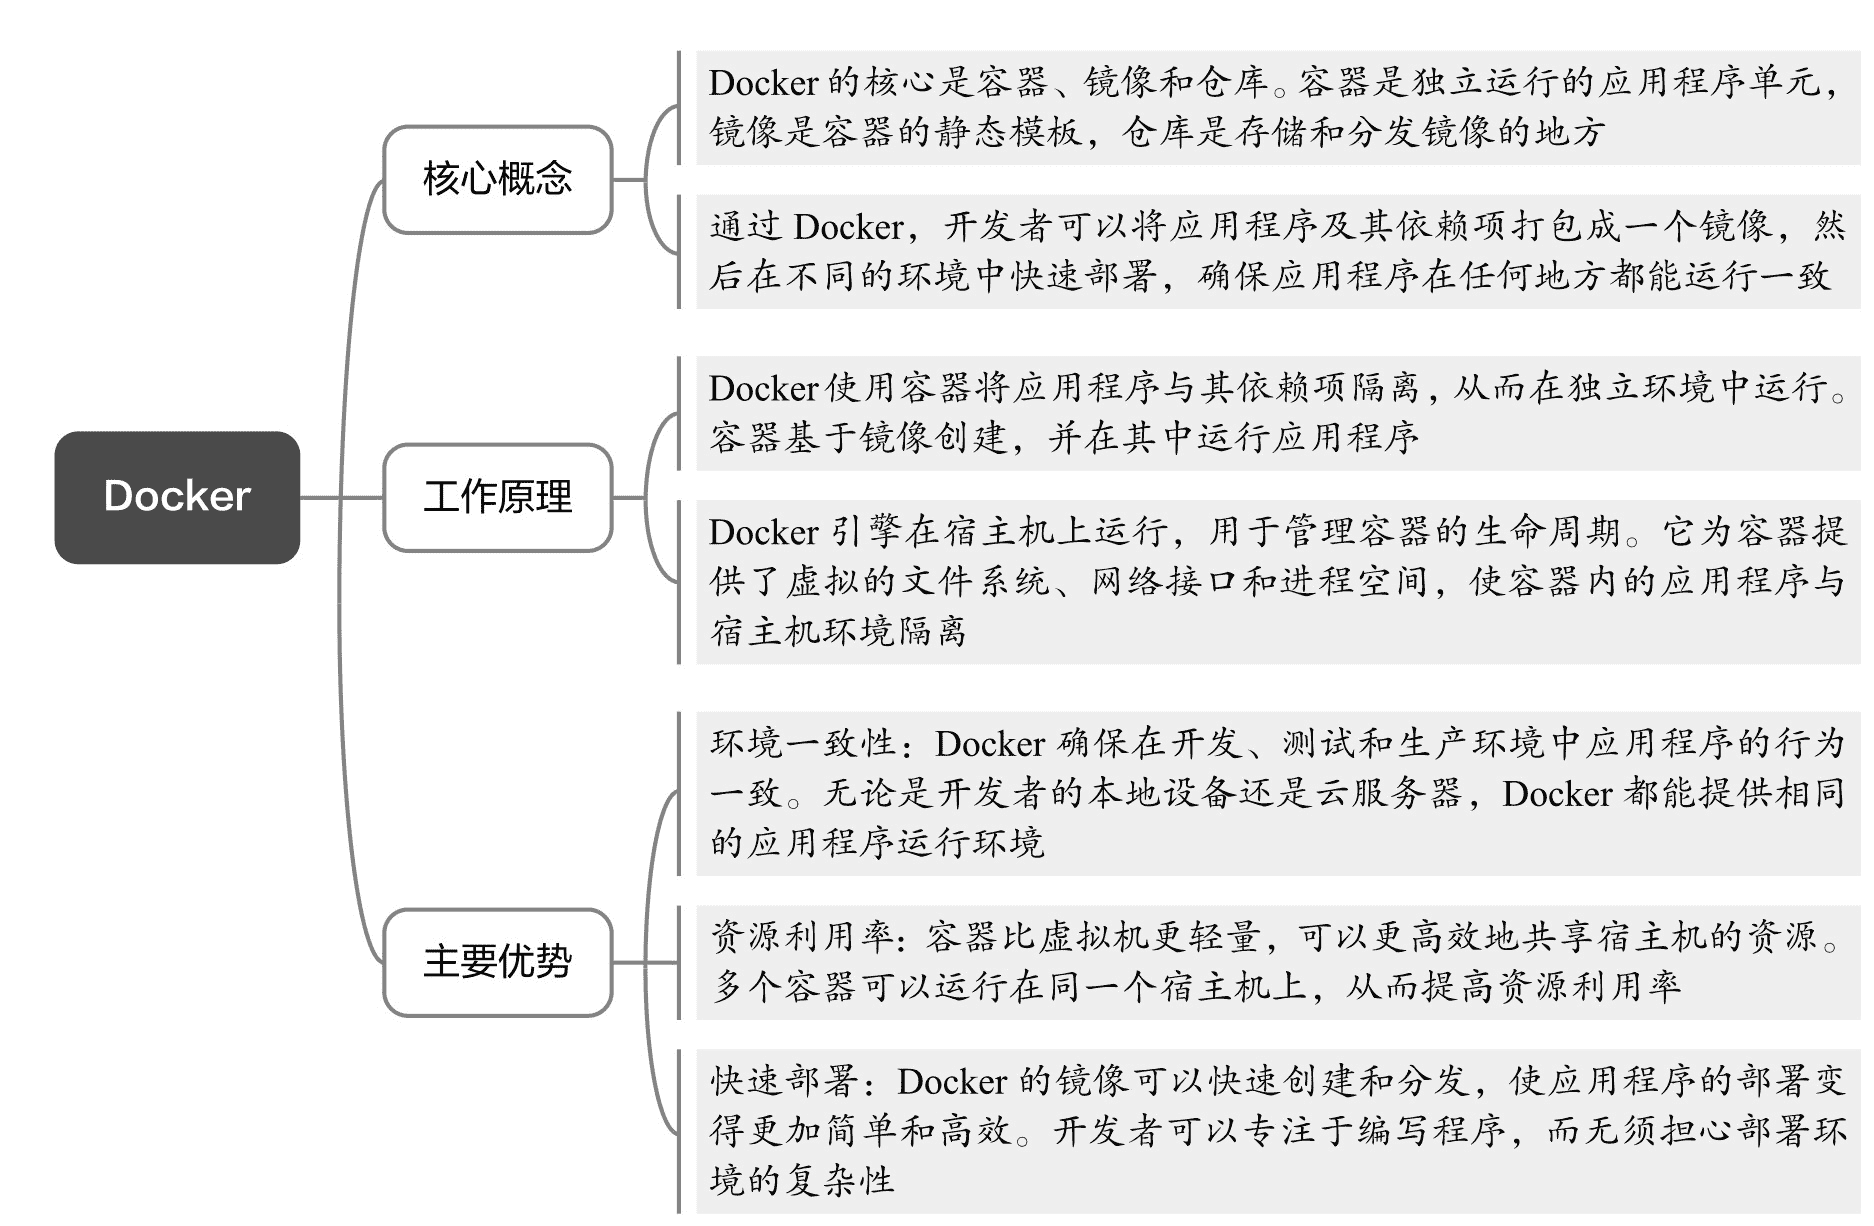 Docker
核心概念
Docker 的核心是容器、镜像和仓库。容器是独立运行的应用程序单元，
镜像是容器的静态模板，仓库是存储和分发镜像的地方
通过 Docker，开发者可以将应用程序及其依赖项打包成一个镜像，然
后在不同的环境中快速部署，确保应用程序在任何地方都能运行一致
工作原理
Docker使用容器将应用程序与其依赖项隔离，从而在独立环境中运行。
容器基于镜像创建，并在其中运行应用程序
Docker 引擎在宿主机上运行，用于管理容器的生命周期。它为容器提
供了虚拟的文件系统、网络接口和进程空间，使容器内的应用程序与
宿主机环境隔离
主要优势
环境一致性：Docker 确保在开发、测试和生产环境中应用程序的行为
一致。无论是开发者的本地设备还是云服务器，Docker 都能提供相同
的应用程序运行环境
资源利用率：容器比虚拟机更轻量，可以更高效地共享宿主机的资源。
多个容器可以运行在同一个宿主机上，从而提高资源利用率
快速部署：Docker 的镜像可以快速创建和分发，使应用程序的部署变
得更加简单和高效。开发者可以专注于编写程序，而无须担心部署环
境的复杂性